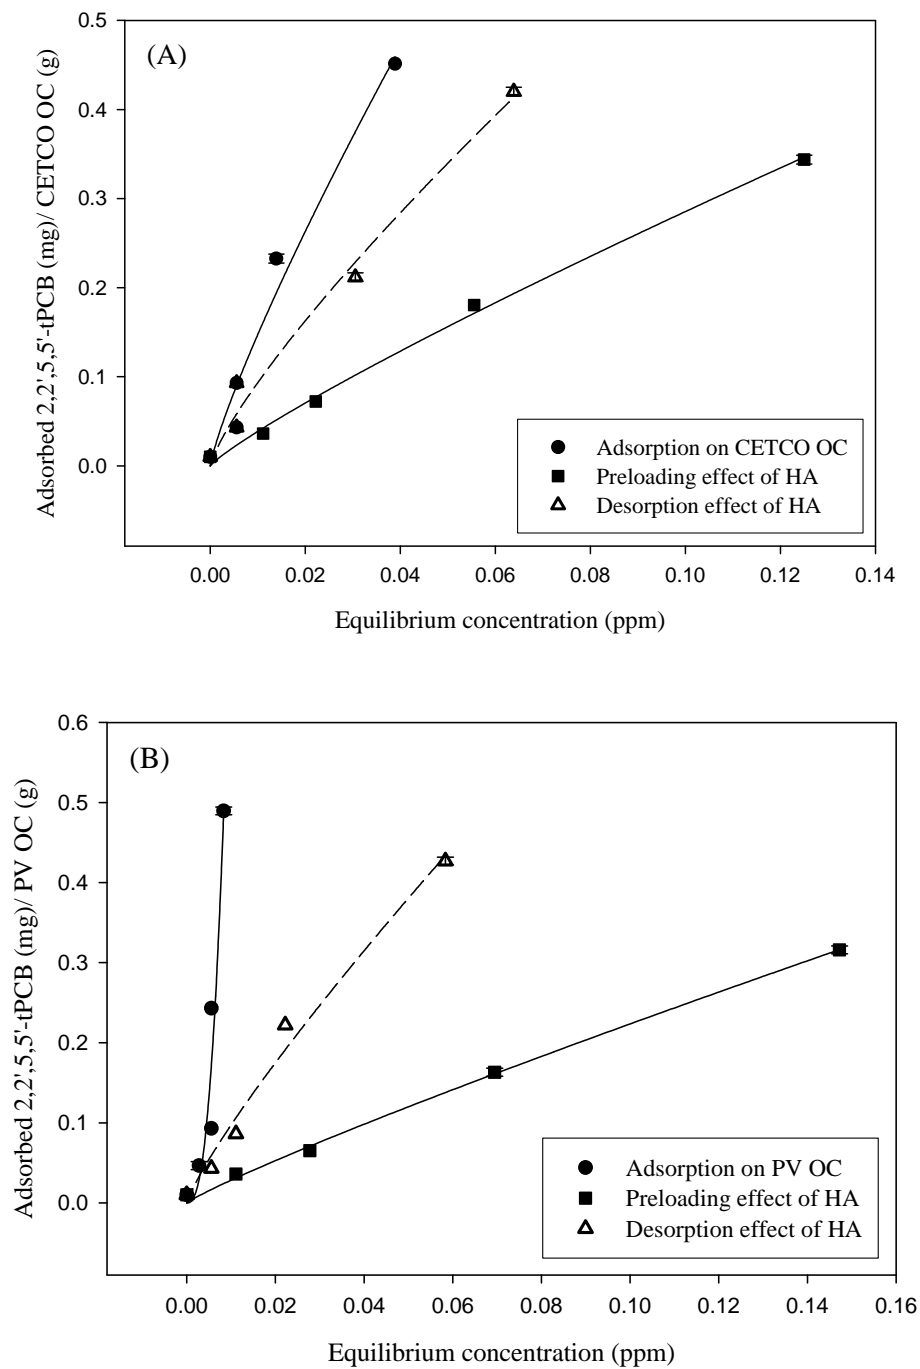 (A)
Adsorbed 2,2',5,5'-tPCB (mg)/ CETCO OC (g)
0.5
0.4
0.3
0.2
0.1
0.0
Adsorption on CETCO OC
Preloading effect of HA
Desorption effect of HA
0.00 0.02 0.04 0.06 0.08 0.10 0.12 0.14
Equilibrium concentration (ppm)
(B)
Adsorbed 2,2',5,5'-tPCB (mg)/ PV OC (g)
0.6
0.5
0.4
0.3
0.2
0.1
0.0
Adsorption on PV OC
Preloading effect of HA
Desorption effect of HA
0.00 0.02 0.04 0.06 0.08 0.10 0.12 0.14 0.16
Equilibrium concentration (ppm)